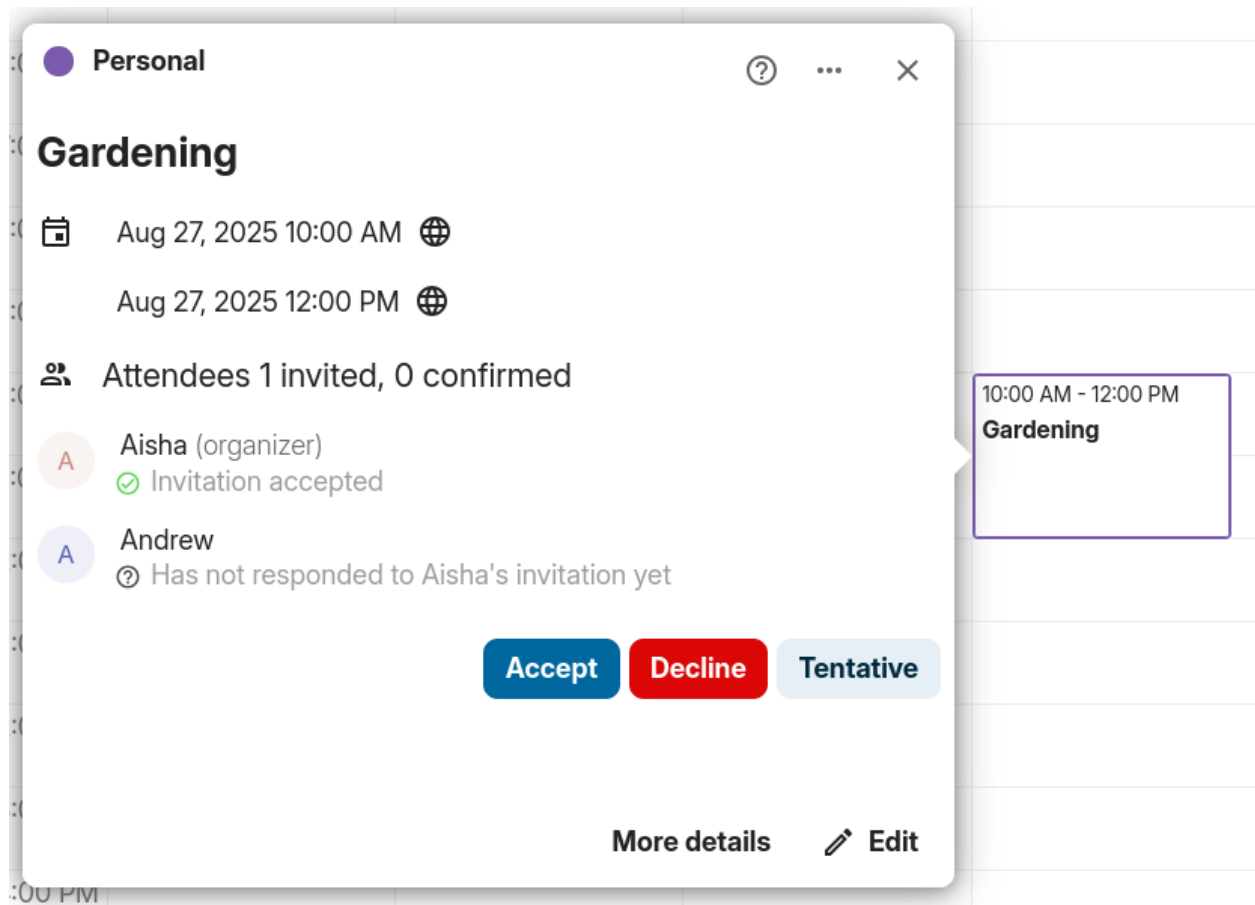 Personal
Gardening
Aug 27, 2025 10:00 AM
Aug 27, 2025 12:00 PM
Attendees 1 invited, 0 confirmed
A
Aisha (organizer)
Invitation accepted
A
Andrew
Has not responded to Aisha's invitation yet
Accept Decline Tentative
More details Edit
10:00 AM - 12:00 PM
Gardening
:00 PM